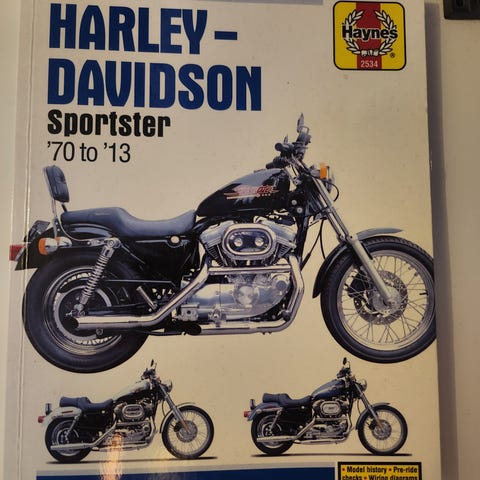 HARLEY–
DAVIDSON
Sportster
'70 to '13
Haynes
®
2534
• Model history • Pre-ride
checks • Wiring diagrams